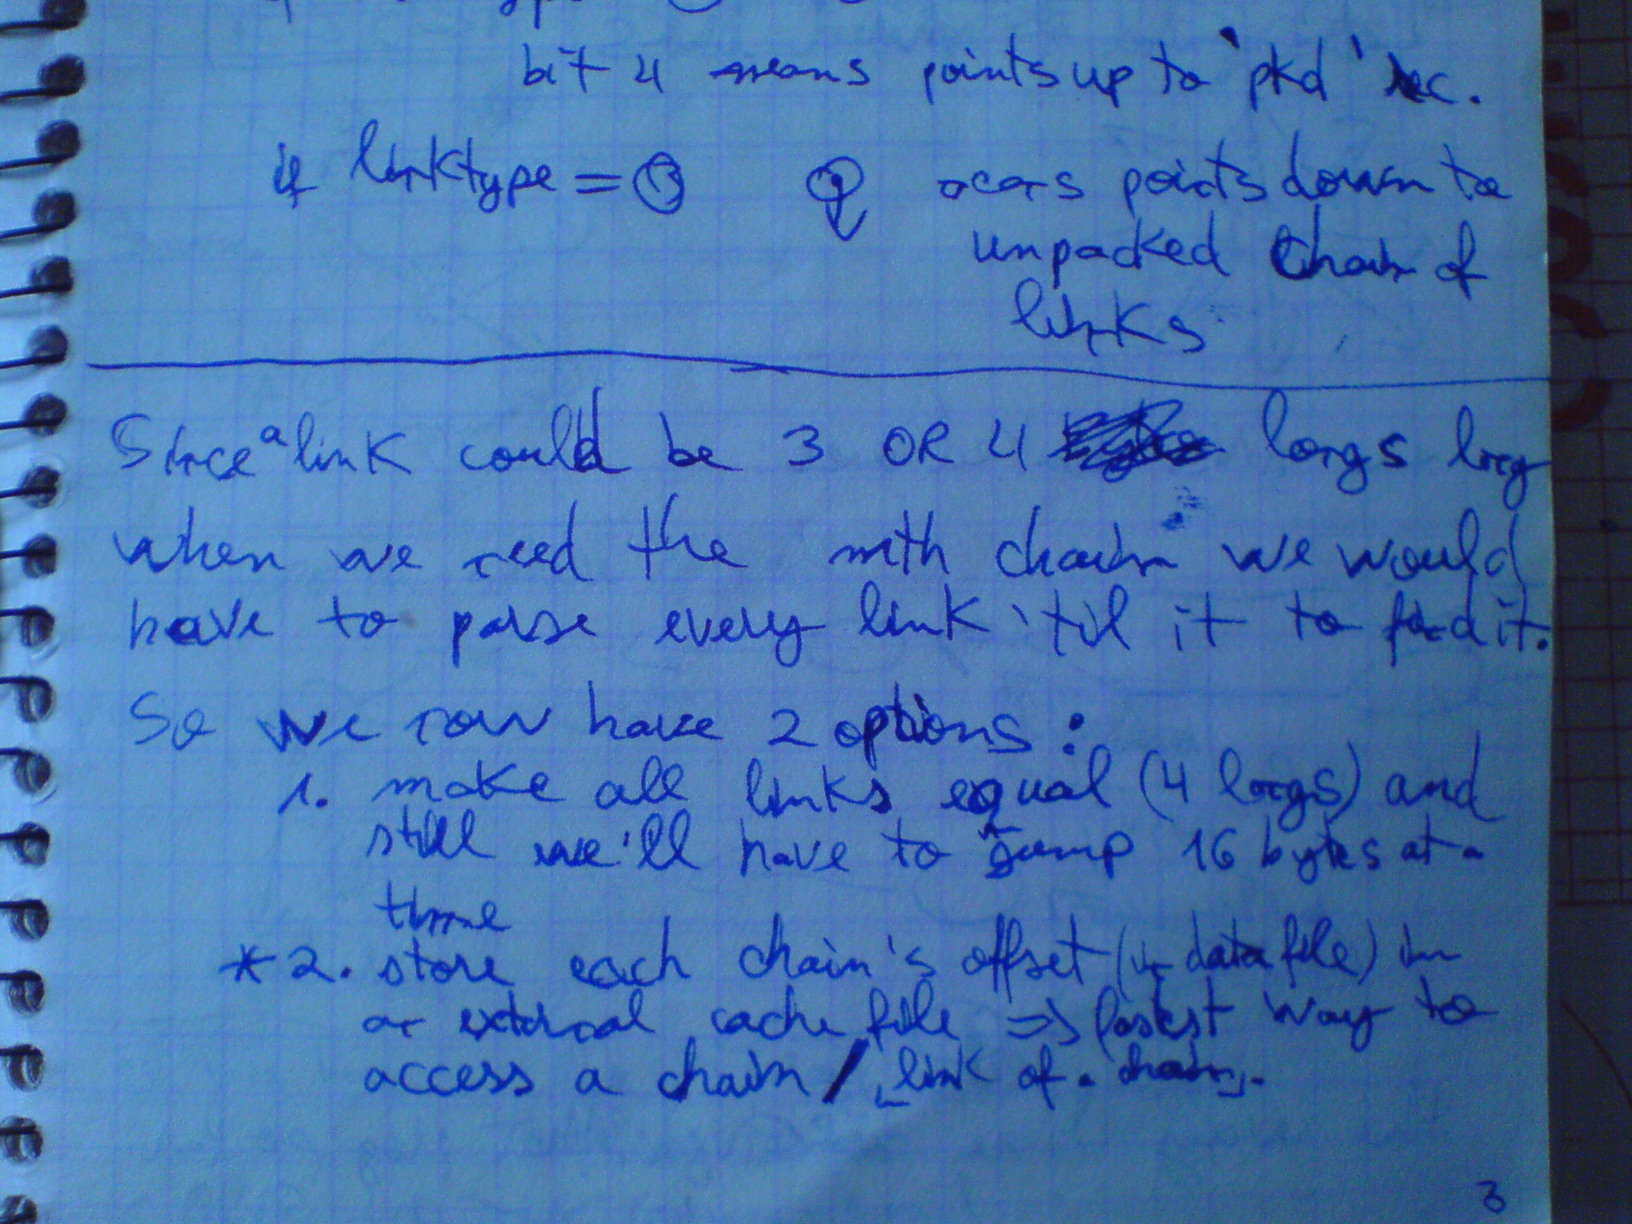 bit 4 means points up to 'pkd' rec.
if linktype = 3 means points down to
unpacked chain of
links
Since a link could be 3 OR 4 longs long
when we need the nth chain we would
have to parse every link 'til it to find it.
So we now have 2 options:
1. make all links equal (4 longs) and
still we'll have to jump 16 bytes at a
time
*2. store each chain's offset (in data file) in
an external cache file => fastest way to
access a chain / link of a chain.
3